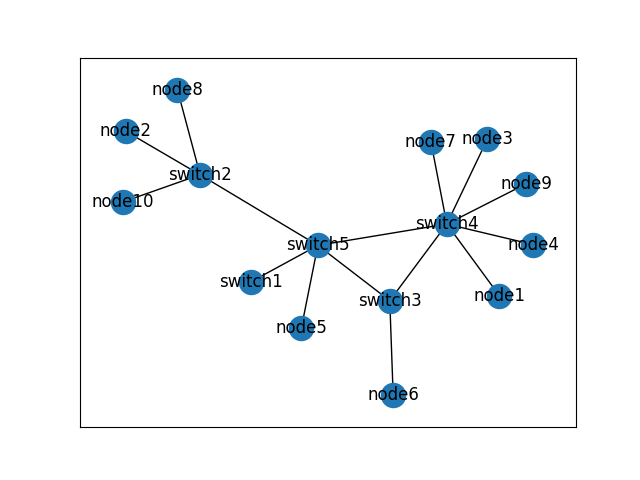 node8
node2
node7
node3
switch2
node9
node10
switch4
switch5
node4
switch1
node1
switch3
node5
node6